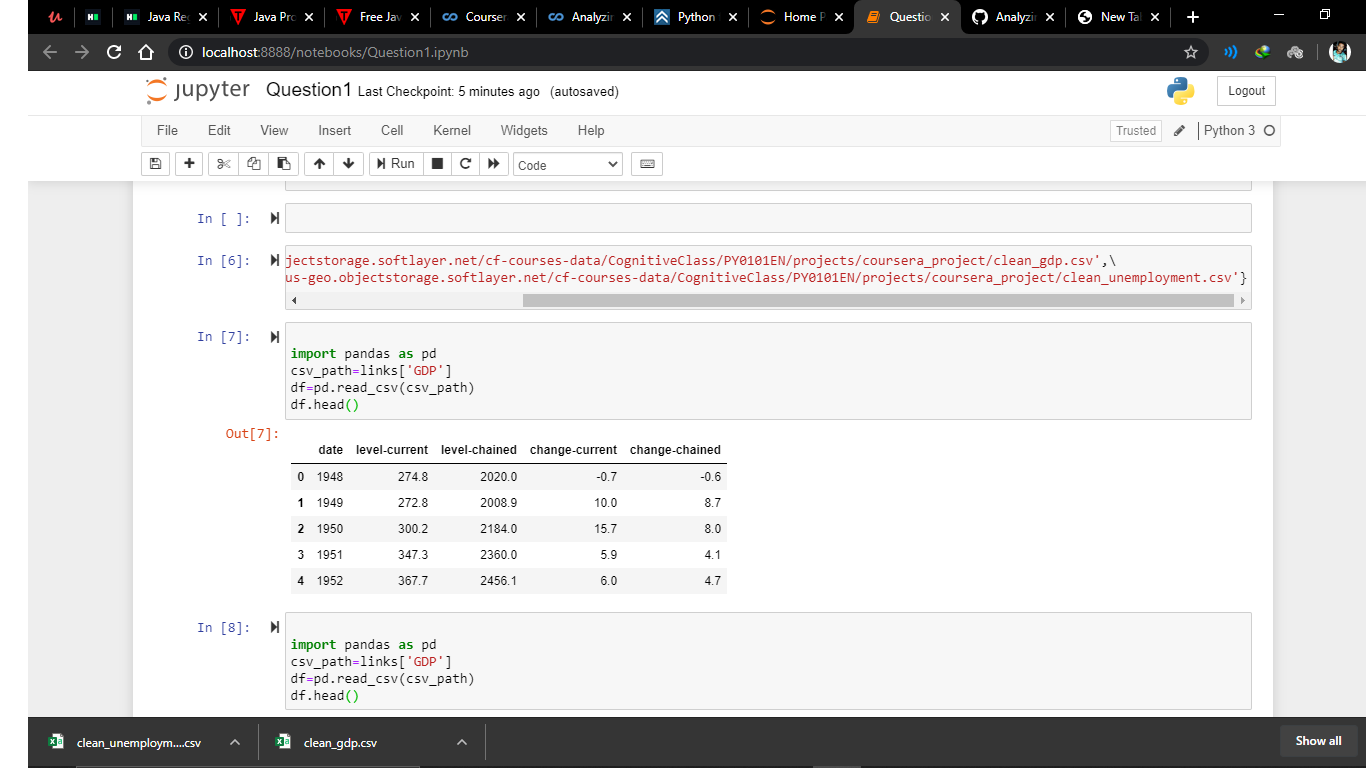 Java Re
Java Pro
Free Jav
Courser
Analyzin
Python
Home P
Questio
Analyzi
New Ta
localhost:8888/notebooks/Question1.ipynb
jupyter Question1 Last Checkpoint: 5 minutes ago (autosaved)
Logout
File Edit View Insert Cell Kernel Widgets Help
Trusted Python 3
Run Code
In [ ]:
In [6]: jectstorage.softlayer.net/cf-courses-data/CognitiveClass/PY0101EN/projects/coursera_project/clean_gdp.csv',\
us-geo.objectstorage.softlayer.net/cf-courses-data/CognitiveClass/PY0101EN/projects/coursera_project/clean_unemployment.csv'}
In [7]:
import pandas as pd
csv_path=links['GDP']
df=pd.read_csv(csv_path)
df.head()
Out[7]:
date level-current level-chained change-current change-chained
0 1948 274.8 2020.0 -0.7 -0.6
1 1949 272.8 2008.9 10.0 8.7
2 1950 300.2 2184.0 15.7 8.0
3 1951 347.3 2360.0 5.9 4.1
4 1952 367.7 2456.1 6.0 4.7
In [8]:
import pandas as pd
csv_path=links['GDP']
df=pd.read_csv(csv_path)
df.head()
clean_unemploym....csv
clean_gdp.csv
Show all